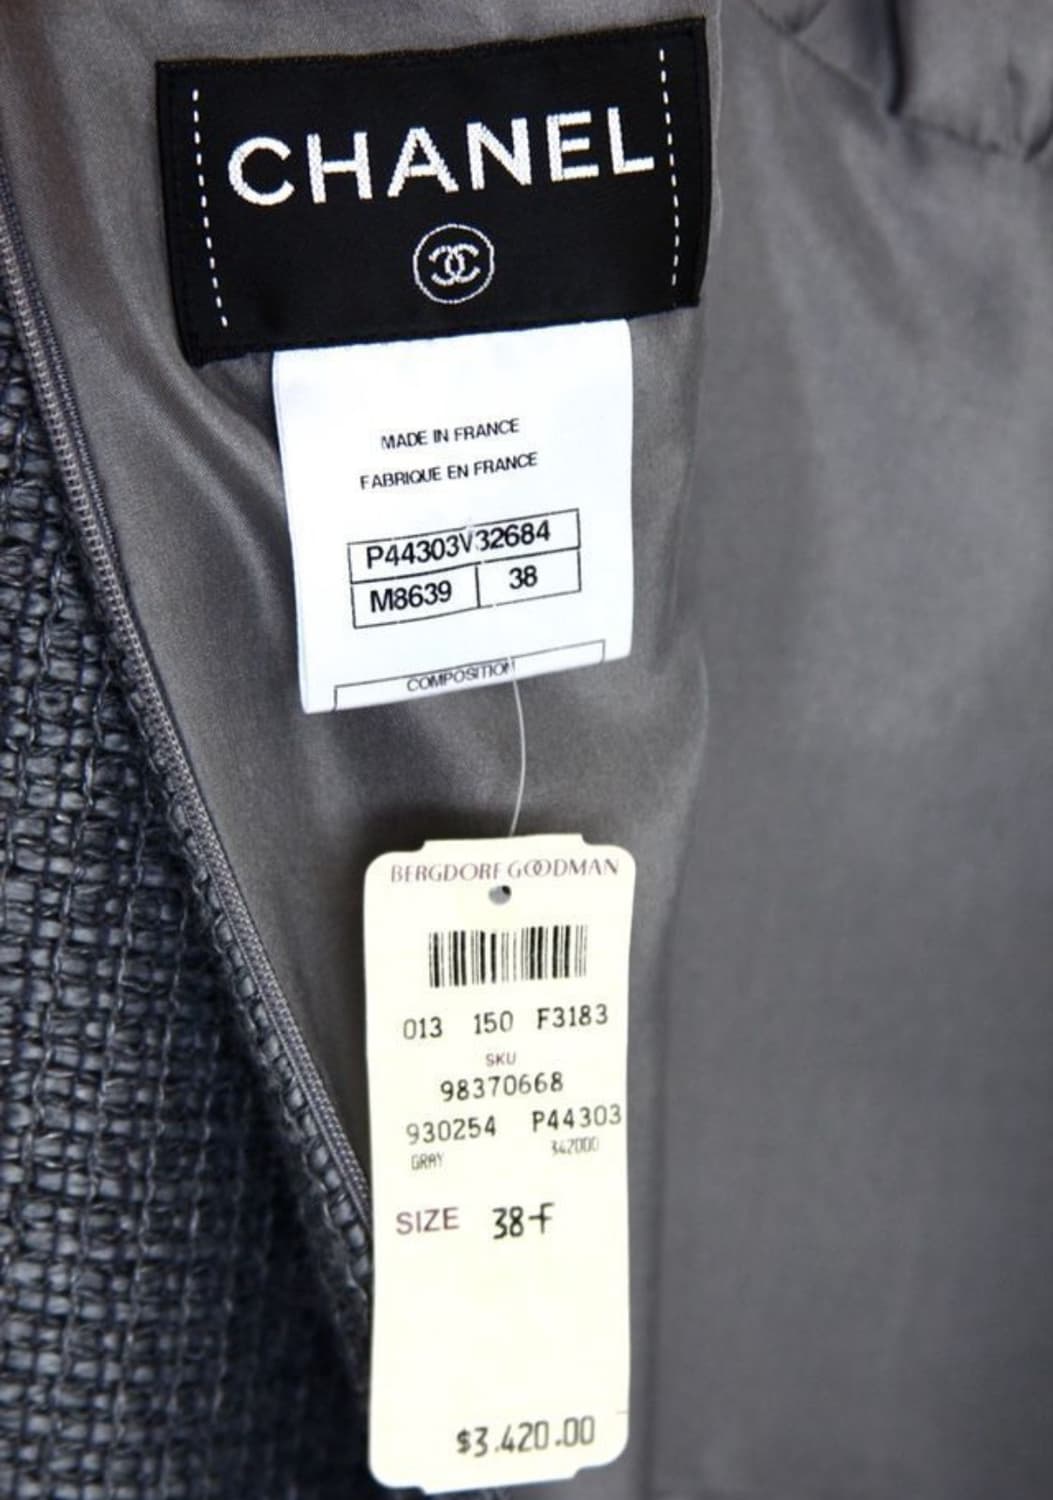 CHANEL
MADE IN FRANCE
FABRIQUE EN FRANCE
P44303V32684
M8639 38
COMPOSITION
BERGDORF GOODMAN
013 150 F3183
SKU
98370668
930254 P44303
GRAY 342000
SIZE 38-f
$3.420.00